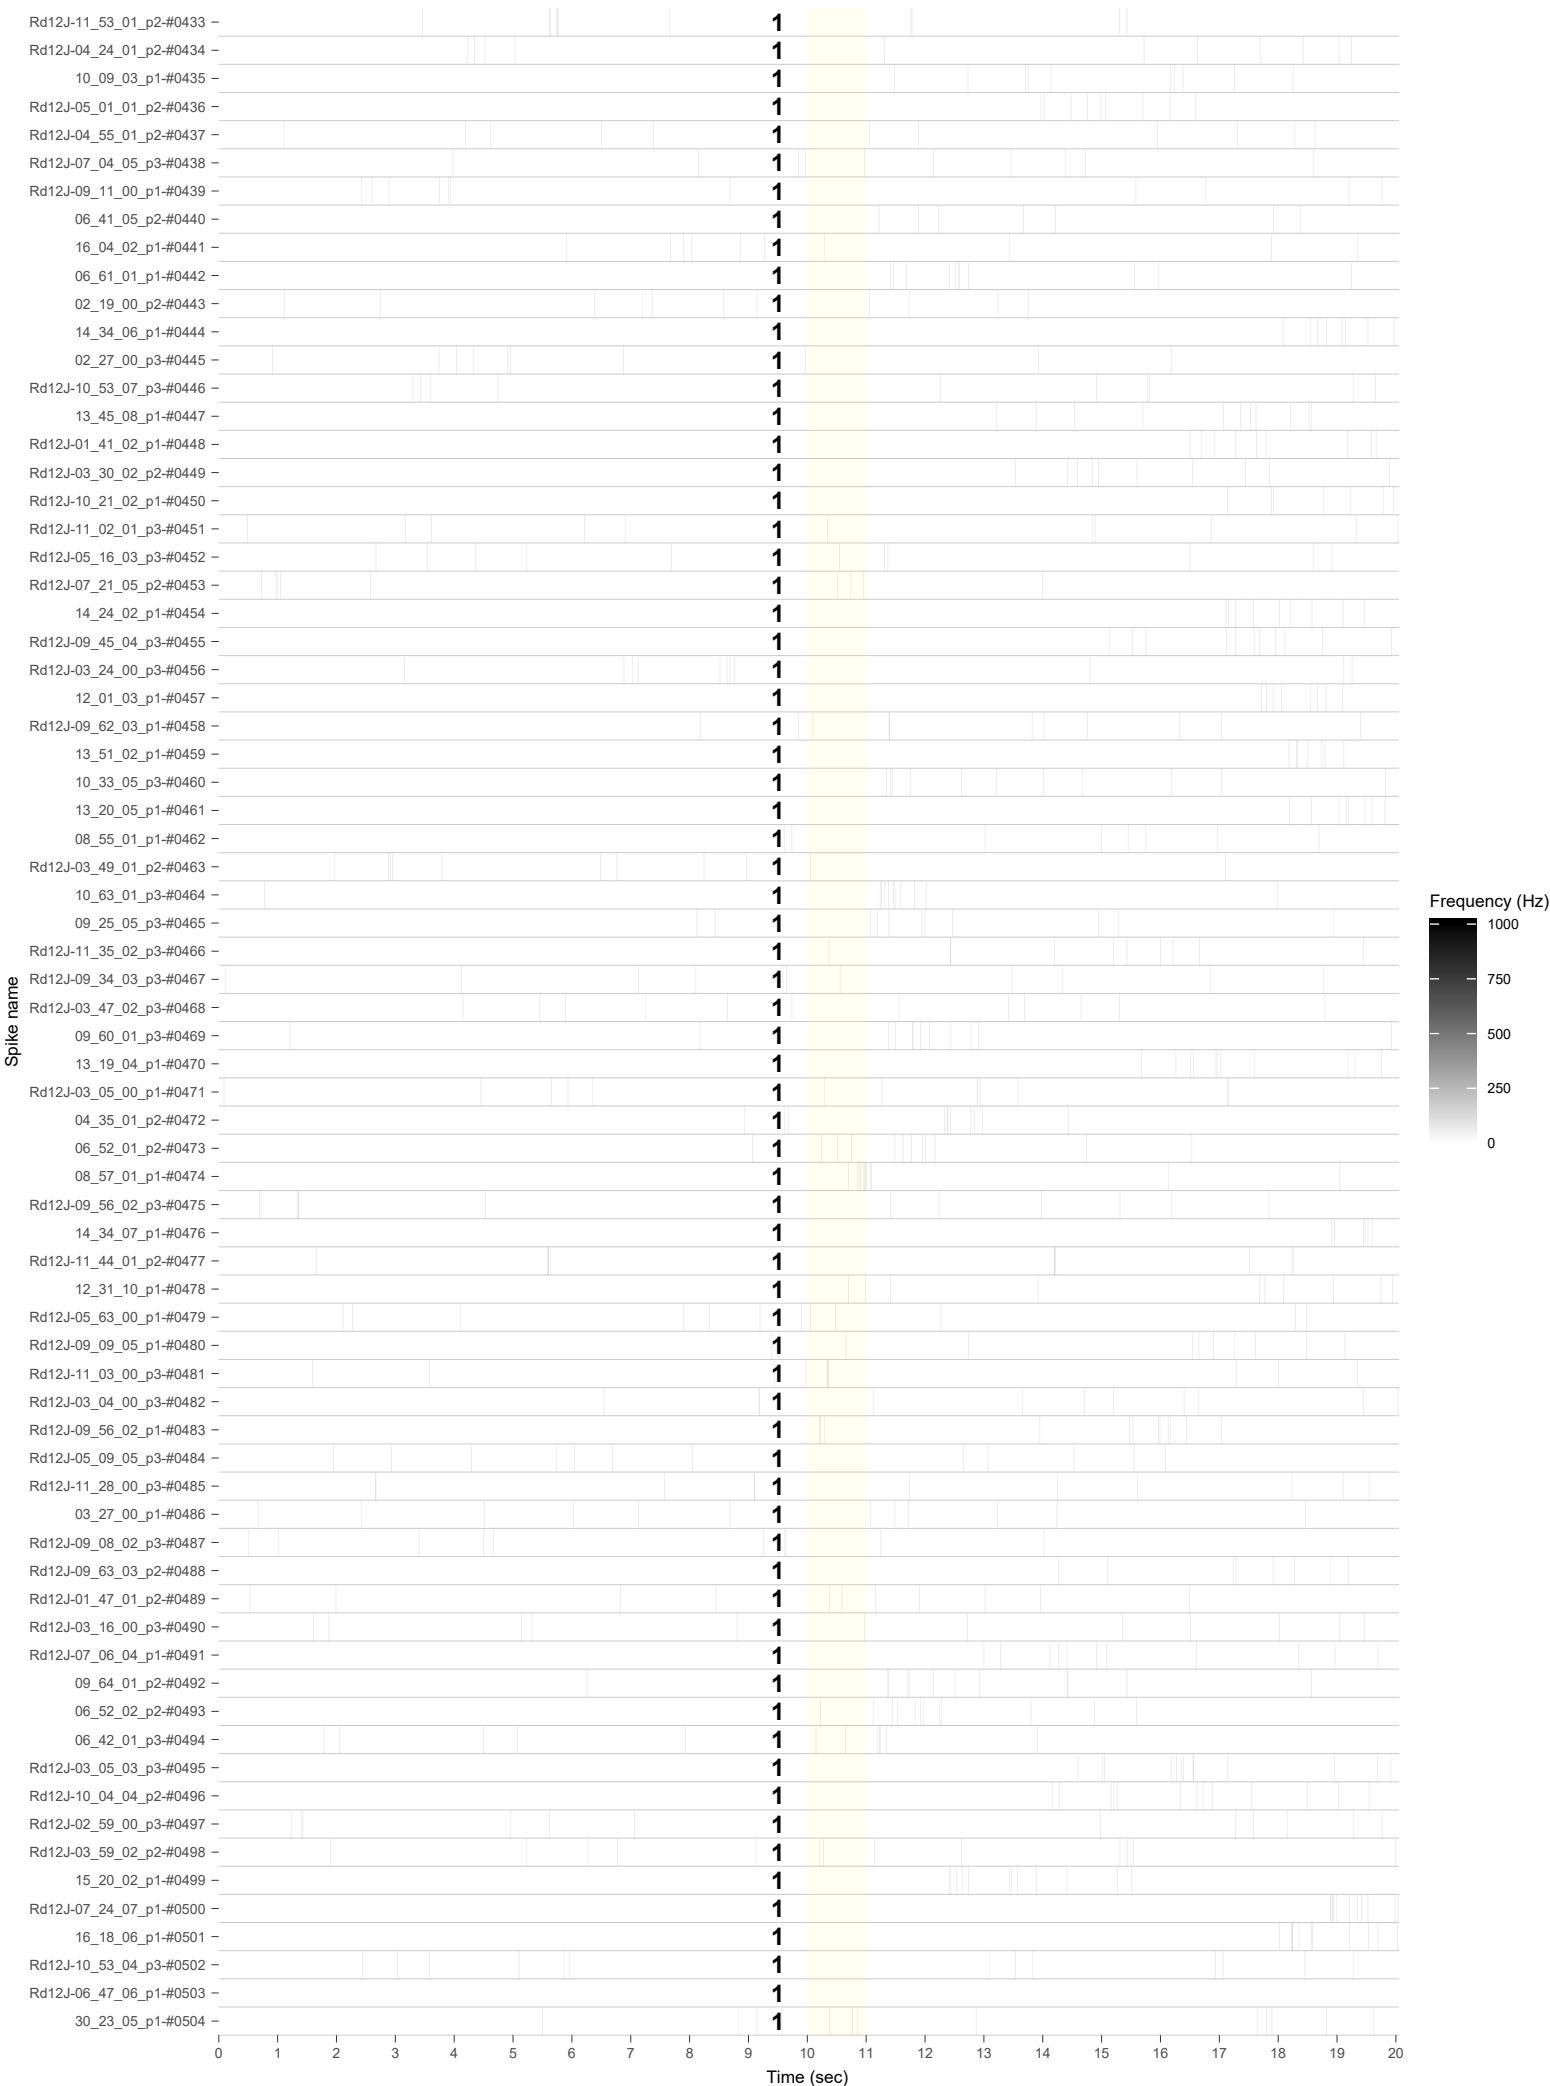 Rd12J-11_53_01_p2-#0433 1
Rd12J-04_24_01_p2-#0434 1
10_09_03_p1-#0435 1
Rd12J-05_01_01_p2-#0436 1
Rd12J-04_55_01_p2-#0437 1
Rd12J-07_04_05_p3-#0438 1
Rd12J-09_11_00_p1-#0439 1
06_41_05_p2-#0440 1
16_04_02_p1-#0441 1
06_61_01_p1-#0442 1
02_19_00_p2-#0443 1
14_34_06_p1-#0444 1
02_27_00_p3-#0445 1
Rd12J-10_53_07_p3-#0446 1
13_45_08_p1-#0447 1
Rd12J-01_41_02_p1-#0448 1
Rd12J-03_30_02_p2-#0449 1
Rd12J-10_21_02_p1-#0450 1
Rd12J-11_02_01_p3-#0451 1
Rd12J-05_16_03_p3-#0452 1
Rd12J-07_21_05_p2-#0453 1
14_24_02_p1-#0454 1
Rd12J-09_45_04_p3-#0455 1
Rd12J-03_24_00_p3-#0456 1
12_01_03_p1-#0457 1
Rd12J-09_62_03_p1-#0458 1
13_51_02_p1-#0459 1
10_33_05_p3-#0460 1
13_20_05_p1-#0461 1
08_55_01_p1-#0462 1
Rd12J-03_49_01_p2-#0463 1
10_63_01_p3-#0464 1
09_25_05_p3-#0465 1
Rd12J-11_35_02_p3-#0466 1
Rd12J-09_34_03_p3-#0467 1
Rd12J-03_47_02_p3-#0468 1
09_60_01_p3-#0469 1
13_19_04_p1-#0470 1
Rd12J-03_05_00_p1-#0471 1
04_35_01_p2-#0472 1
06_52_01_p2-#0473 1
08_57_01_p1-#0474 1
Rd12J-09_56_02_p3-#0475 1
14_34_07_p1-#0476 1
Rd12J-11_44_01_p2-#0477 1
12_31_10_p1-#0478 1
Rd12J-05_63_00_p1-#0479 1
Rd12J-09_09_05_p1-#0480 1
Rd12J-11_03_00_p3-#0481 1
Rd12J-03_04_00_p3-#0482 1
Rd12J-09_56_02_p1-#0483 1
Rd12J-05_09_05_p3-#0484 1
Rd12J-11_28_00_p3-#0485 1
03_27_00_p1-#0486 1
Rd12J-09_08_02_p3-#0487 1
Rd12J-09_63_03_p2-#0488 1
Rd12J-01_47_01_p2-#0489 1
Rd12J-03_16_00_p3-#0490 1
Rd12J-07_06_04_p1-#0491 1
09_64_01_p2-#0492 1
06_52_02_p2-#0493 1
06_42_01_p3-#0494 1
Rd12J-03_05_03_p3-#0495 1
Rd12J-10_04_04_p2-#0496 1
Rd12J-02_59_00_p3-#0497 1
Rd12J-03_59_02_p2-#0498 1
15_20_02_p1-#0499 1
Rd12J-07_24_07_p1-#0500 1
16_18_06_p1-#0501 1
Rd12J-10_53_04_p3-#0502 1
Rd12J-06_47_06_p1-#0503 1
30_23_05_p1-#0504 1
0 1 2 3 4 5 6 7 8 9 10 11 12 13 14 15 16 17 18 19 20
Time (sec)
Spike name
Frequency (Hz)
1000
750
500
250
0